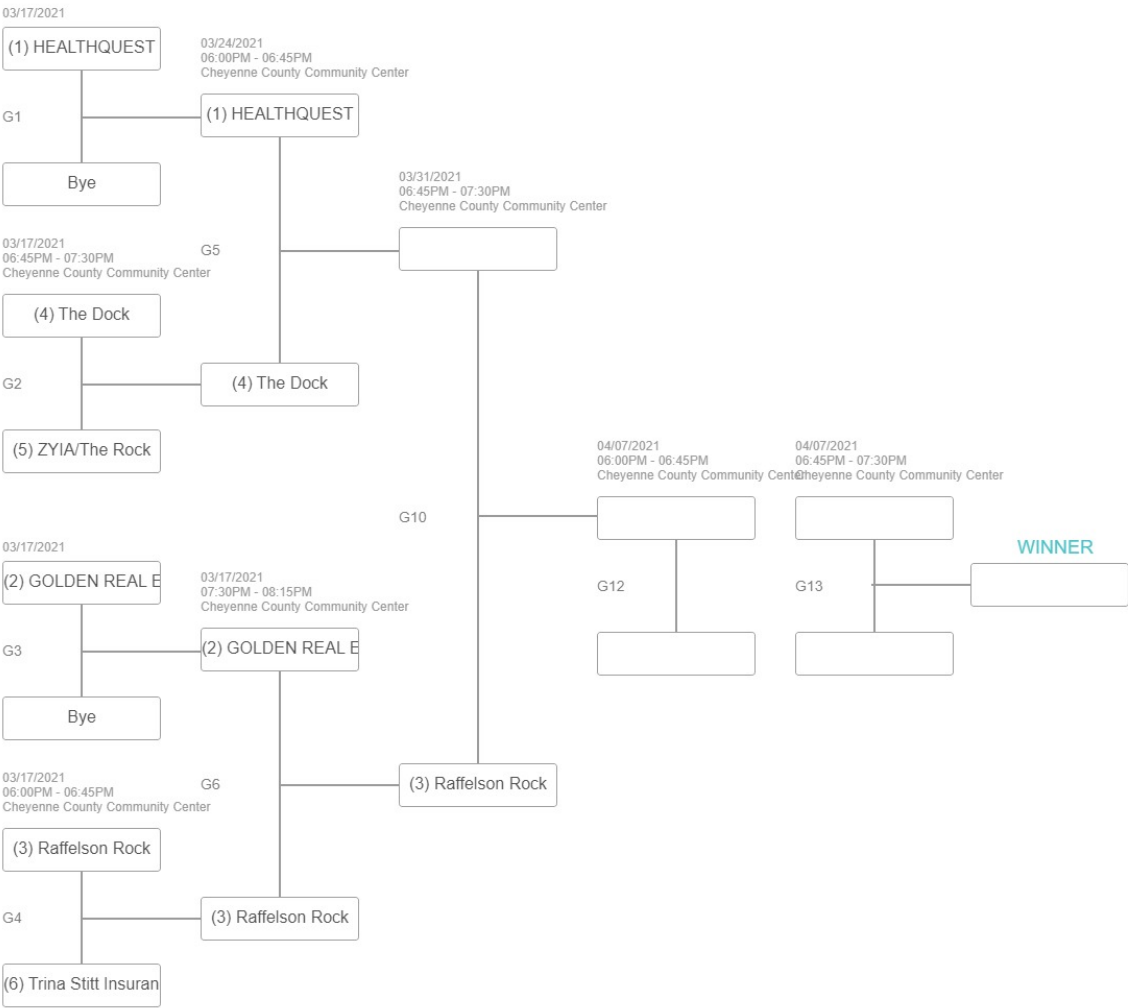 03/17/2021
(1) HEALTHQUEST
G1
Bye
03/17/2021
06:45PM - 07:30PM
Cheyenne County Community Center
(4) The Dock
G2
(5) ZYIA/The Rock
03/17/2021
(2) GOLDEN REAL E
G3
Bye
03/17/2021
06:00PM - 06:45PM
Cheyenne County Community Center
(3) Raffelson Rock
G4
(6) Trina Stitt Insuran
03/24/2021
06:00PM - 06:45PM
Cheyenne County Community Center
(1) HEALTHQUEST
G5
(4) The Dock
03/17/2021
07:30PM - 08:15PM
Cheyenne County Community Center
(2) GOLDEN REAL E
G6
(3) Raffelson Rock
03/31/2021
06:45PM - 07:30PM
Cheyenne County Community Center
G10
(3) Raffelson Rock
04/07/2021
06:00PM - 06:45PM
Cheyenne County Community Center
G12
04/07/2021
06:45PM - 07:30PM
Cheyenne County Community Center
G13
WINNER